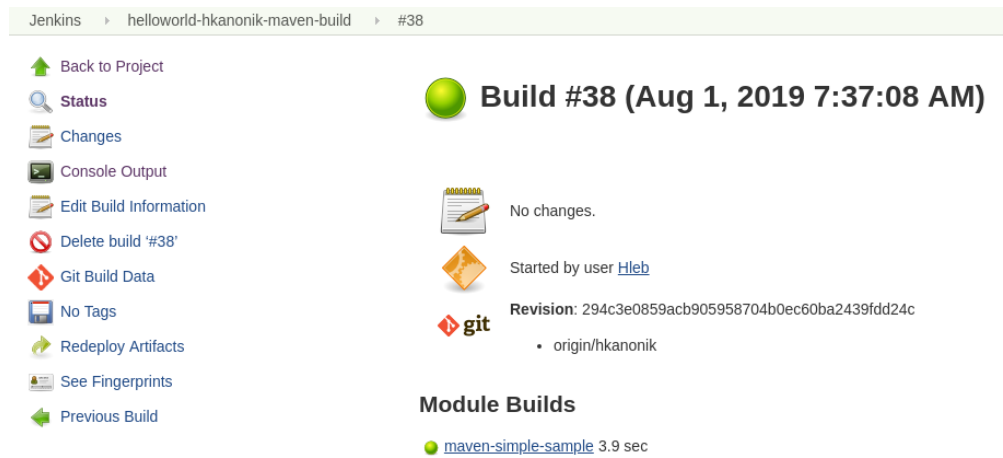 Jenkins helloworld-hkanonik-maven-build #38
Back to Project
Status
Changes
Console Output
Edit Build Information
Delete build ‘#38’
Git Build Data
No Tags
Redeploy Artifacts
See Fingerprints
Previous Build
Build #38 (Aug 1, 2019 7:37:08 AM)
No changes.
Started by user Hleb
git
Revision: 294c3e0859acb905958704b0ec60ba2439fdd24c
origin/hkanonik
Module Builds
maven-simple-sample 3.9 sec